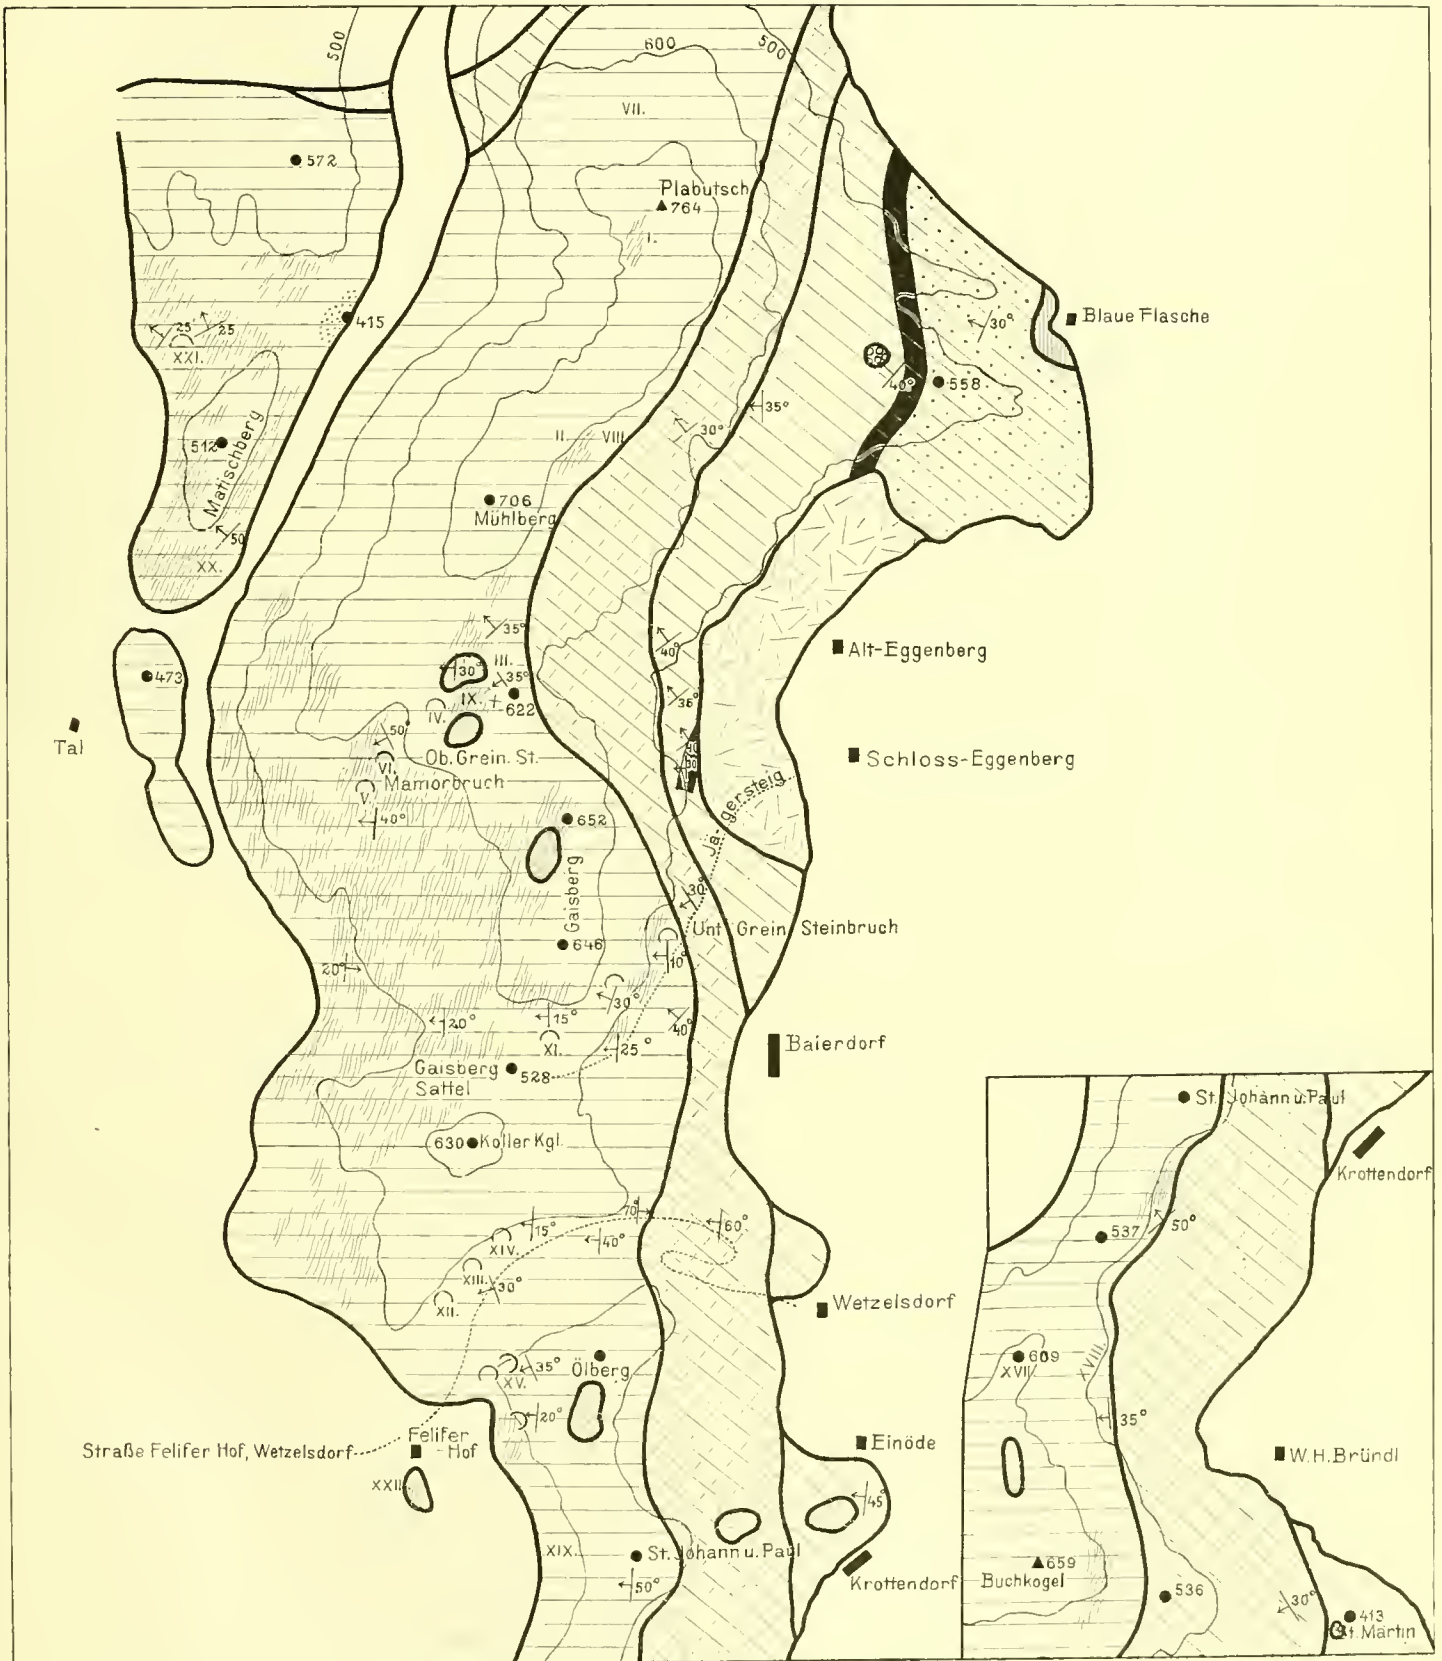 500
600
500
VII.
572
Plabutsch
764
I.
415
25
25
XXI.
Blaue Flasche
30°
40°
558
35°
30°
512
Matischberg
II.
VIII.
706
Mühlberg
50
XX.
35°
40°
Alt-Eggenberg
473
30°
III.
35°
IX.
622
IV.
36°
Tal
50°
Ob. Grein. St.
VI.
Mamorbruch
V.
40°
Schloss-Eggenberg
Jägersteig
652
Gaisberg
30°
Unt Grein Steinbruch
646
10°
20°
30°
20°
15°
40°
XI.
25°
Baierdorf
Gaisberg
Sattel
528
630 Koller Kgl.
70°
60°
15°
40°
XIV.
XIII.
30°
XII.
Wetzelsdorf
35°
Ölberg
XV.
20°
Straße Felifer Hof, Wetzelsdorf
Felifer
-Hof
XXII.
Einöde
45°
XIX.
St. Johann u. Paul
50°
Krottendorf
St. Johann u. Paul
Krottendorf
537
50°
609
XVII.
XVIII.
35°
W.H. Bründl
659
Buchkogel
536
30°
413
St. Martin